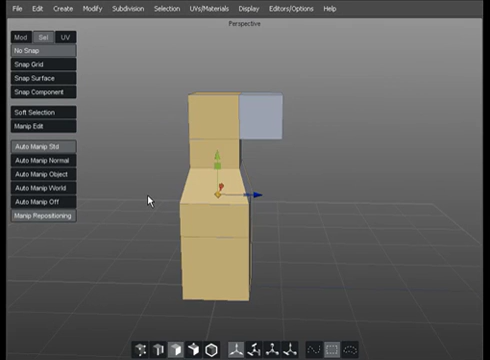 File Edit Create Modify Subdivision Selection UVs/Materials Display Editors/Options Help
Perspective
Mod Sel UV
No Snap
Snap Grid
Snap Surface
Snap Component
Soft Selection
Manip Edit
Auto Manip Std
Auto Manip Normal
Auto Manip Object
Auto Manip World
Auto Manip Off
Manip Repositioning